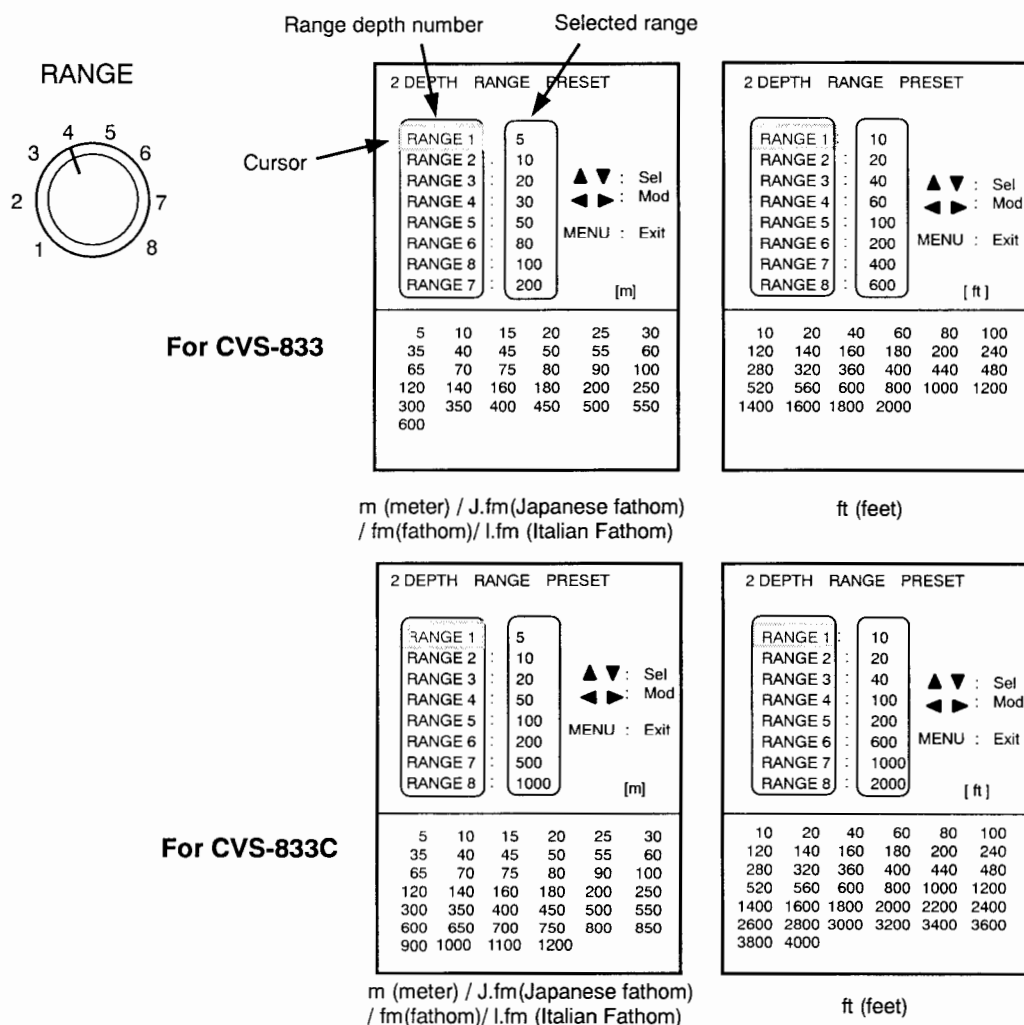 Range depth number
Selected range
RANGE
1
2
3
4
5
6
7
8
Cursor
2 DEPTH RANGE PRESET
RANGE 1 5
RANGE 2 : 10
RANGE 3 : 20
RANGE 4 : 30
RANGE 5 : 50
RANGE 6 : 80
RANGE 8 : 100
RANGE 7 : 200
▲ ▼ : Sel
◀ ▶ : Mod
MENU : Exit
[m]
5 10 15 20 25 30
35 40 45 50 55 60
65 70 75 80 90 100
120 140 160 180 200 250
300 350 400 450 500 550
600
m (meter) / J.fm(Japanese fathom)
/ fm(fathom)/ I.fm (Italian Fathom)
2 DEPTH RANGE PRESET
RANGE 1 : 10
RANGE 2 : 20
RANGE 3 : 40
RANGE 4 : 60
RANGE 5 : 100
RANGE 6 : 200
RANGE 7 : 400
RANGE 8 : 600
▲ ▼ : Sel
◀ ▶ : Mod
MENU : Exit
[ ft ]
10 20 40 60 80 100
120 140 160 180 200 240
280 320 360 400 440 480
520 560 600 800 1000 1200
1400 1600 1800 2000
ft (feet)
For CVS-833
2 DEPTH RANGE PRESET
RANGE 1 5
RANGE 2 : 10
RANGE 3 : 20
RANGE 4 : 50
RANGE 5 : 100
RANGE 6 : 200
RANGE 7 : 500
RANGE 8 : 1000
▲ ▼ : Sel
◀ ▶ : Mod
MENU : Exit
[m]
5 10 15 20 25 30
35 40 45 50 55 60
65 70 75 80 90 100
120 140 160 180 200 250
300 350 400 450 500 550
600 650 700 750 800 850
900 1000 1100 1200
m (meter) / J.fm(Japanese fathom)
/ fm(fathom)/ I.fm (Italian Fathom)
2 DEPTH RANGE PRESET
RANGE 1 : 10
RANGE 2 : 20
RANGE 3 : 40
RANGE 4 : 100
RANGE 5 : 200
RANGE 6 : 600
RANGE 7 : 1000
RANGE 8 : 2000
▲ ▼ : Sel
◀ ▶ : Mod
MENU : Exit
[ ft ]
10 20 40 60 80 100
120 140 160 180 200 240
280 320 360 400 440 480
520 560 600 800 1000 1200
1400 1600 1800 2000 2200 2400
2600 2800 3000 3200 3400 3600
3800 4000
ft (feet)
For CVS-833C